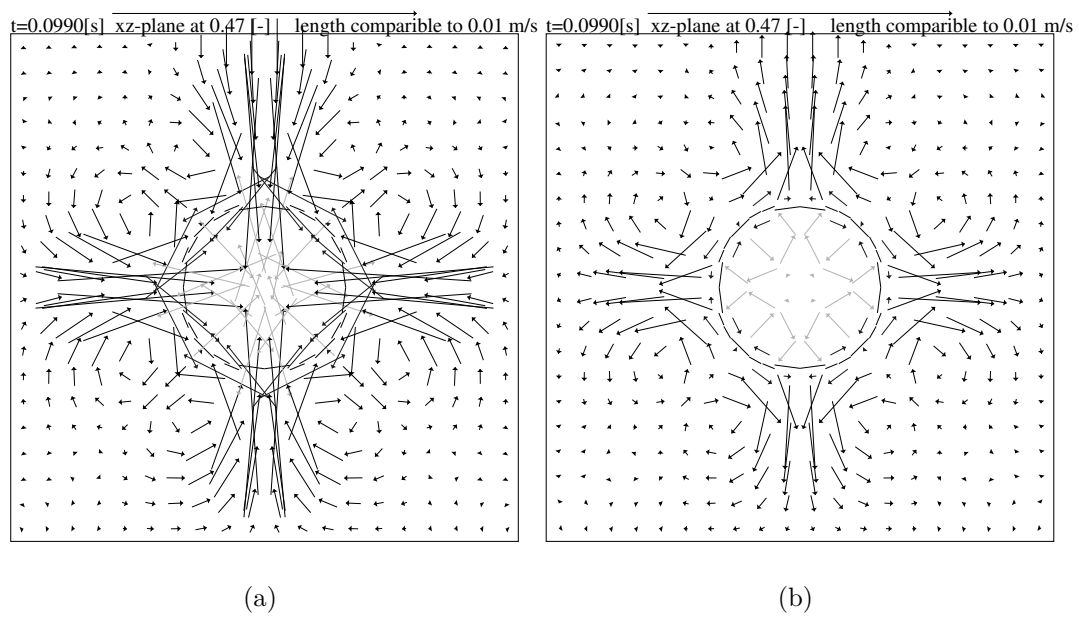 t=0.0990[s] xz-plane at 0.47 [-] length comparible to 0.01 m/s
t=0.0990[s] xz-plane at 0.47 [-] length comparible to 0.01 m/s
(a)
(b)